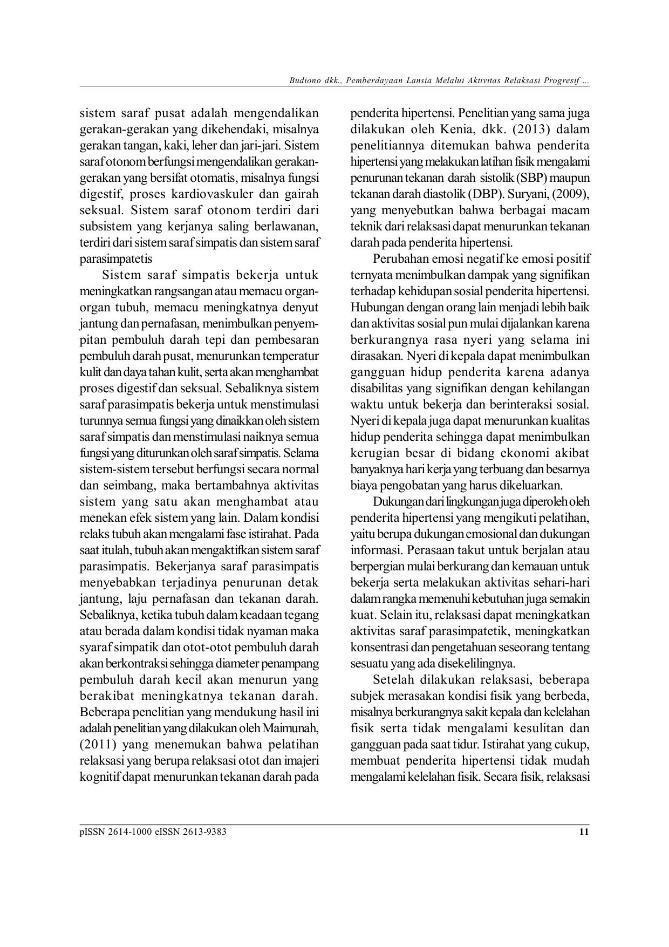 Budiono dkk., Pemberdayaan Lansia Melalui Aktivitas Relaksasi Progresif ...
sistem saraf pusat adalah mengendalikan
gerakan-gerakan yang dikehendaki, misalnya
gerakan tangan, kaki, leher dan jari-jari. Sistem
saraf otonom berfungsi mengendalikan gerakan-
gerakan yang bersifat otomatis, misalnya fungsi
digestif, proses kardiovaskuler dan gairah
seksual. Sistem saraf otonom terdiri dari
subsistem yang kerjanya saling berlawanan,
terdiri dari sistem saraf simpatis dan sistem saraf
parasimpatetis
Sistem saraf simpatis bekerja untuk
meningkatkan rangsangan atau memacu organ-
organ tubuh, memacu meningkatnya denyut
jantung dan pernafasan, menimbulkan penyem-
pitan pembuluh darah tepi dan pembesaran
pembuluh darah pusat, menurunkan temperatur
kulit dan daya tahan kulit, serta akan menghambat
proses digestif dan seksual. Sebaliknya sistem
saraf parasimpatis bekerja untuk menstimulasi
turunnya semua fungsi yang dinaikkan oleh sistem
saraf simpatis dan menstimulasi naiknya semua
fungsi yang diturunkan oleh saraf simpatis. Selama
sistem-sistem tersebut berfungsi secara normal
dan seimbang, maka bertambahnya aktivitas
sistem yang satu akan menghambat atau
menekan efek sistem yang lain. Dalam kondisi
relaks tubuh akan mengalami fase istirahat. Pada
saat itulah, tubuh akan mengaktifkan sistem saraf
parasimpatis. Bekerjanya saraf parasimpatis
menyebabkan terjadinya penurunan detak
jantung, laju pernafasan dan tekanan darah.
Sebaliknya, ketika tubuh dalam keadaan tegang
atau berada dalam kondisi tidak nyaman maka
syaraf simpatik dan otot-otot pembuluh darah
akan berkontraksi sehingga diameter penampang
pembuluh darah kecil akan menurun yang
berakibat meningkatnya tekanan darah.
Beberapa penelitian yang mendukung hasil ini
adalah penelitian yang dilakukan oleh Maimunah,
(2011) yang menemukan bahwa pelatihan
relaksasi yang berupa relaksasi otot dan imajeri
kognitif dapat menurunkan tekanan darah pada
penderita hipertensi. Penelitian yang sama juga
dilakukan oleh Kenia, dkk. (2013) dalam
penelitiannya ditemukan bahwa penderita
hipertensi yang melakukan latihan fisik mengalami
penurunan tekanan darah sistolik (SBP) maupun
tekanan darah diastolik (DBP). Suryani, (2009),
yang menyebutkan bahwa berbagai macam
teknik dari relaksasi dapat menurunkan tekanan
darah pada penderita hipertensi.
Perubahan emosi negatif ke emosi positif
ternyata menimbulkan dampak yang signifikan
terhadap kehidupan sosial penderita hipertensi.
Hubungan dengan orang lain menjadi lebih baik
dan aktivitas sosial pun mulai dijalankan karena
berkurangnya rasa nyeri yang selama ini
dirasakan. Nyeri di kepala dapat menimbulkan
gangguan hidup penderita karena adanya
disabilitas yang signifikan dengan kehilangan
waktu untuk bekerja dan berinteraksi sosial.
Nyeri di kepala juga dapat menurunkan kualitas
hidup penderita sehingga dapat menimbulkan
kerugian besar di bidang ekonomi akibat
banyaknya hari kerja yang terbuang dan besarnya
biaya pengobatan yang harus dikeluarkan.
Dukungan dari lingkungan juga diperoleh oleh
penderita hipertensi yang mengikuti pelatihan,
yaitu berupa dukungan emosional dan dukungan
informasi. Perasaan takut untuk berjalan atau
berpergian mulai berkurang dan kemauan untuk
bekerja serta melakukan aktivitas sehari-hari
dalam rangka memenuhi kebutuhan juga semakin
kuat. Selain itu, relaksasi dapat meningkatkan
aktivitas saraf parasimpatetik, meningkatkan
konsentrasi dan pengetahuan seseorang tentang
sesuatu yang ada disekelilingnya.
Setelah dilakukan relaksasi, beberapa
subjek merasakan kondisi fisik yang berbeda,
misalnya berkurangnya sakit kepala dan kelelahan
fisik serta tidak mengalami kesulitan dan
gangguan pada saat tidur. Istirahat yang cukup,
membuat penderita hipertensi tidak mudah
mengalami kelelahan fisik. Secara fisik, relaksasi
pISSN 2614-1000 eISSN 2613-9383
11